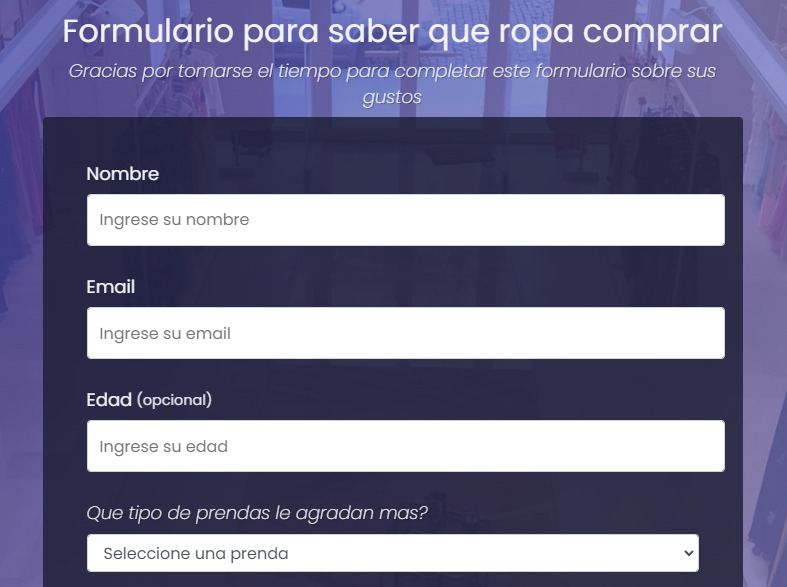 Formulario para saber que ropa comprar
Gracias por tomarse el tiempo para completar este formulario sobre sus
gustos
Nombre
Ingrese su nombre
Email
Ingrese su email
Edad (opcional)
Ingrese su edad
Que tipo de prendas le agradan mas?
Seleccione una prenda